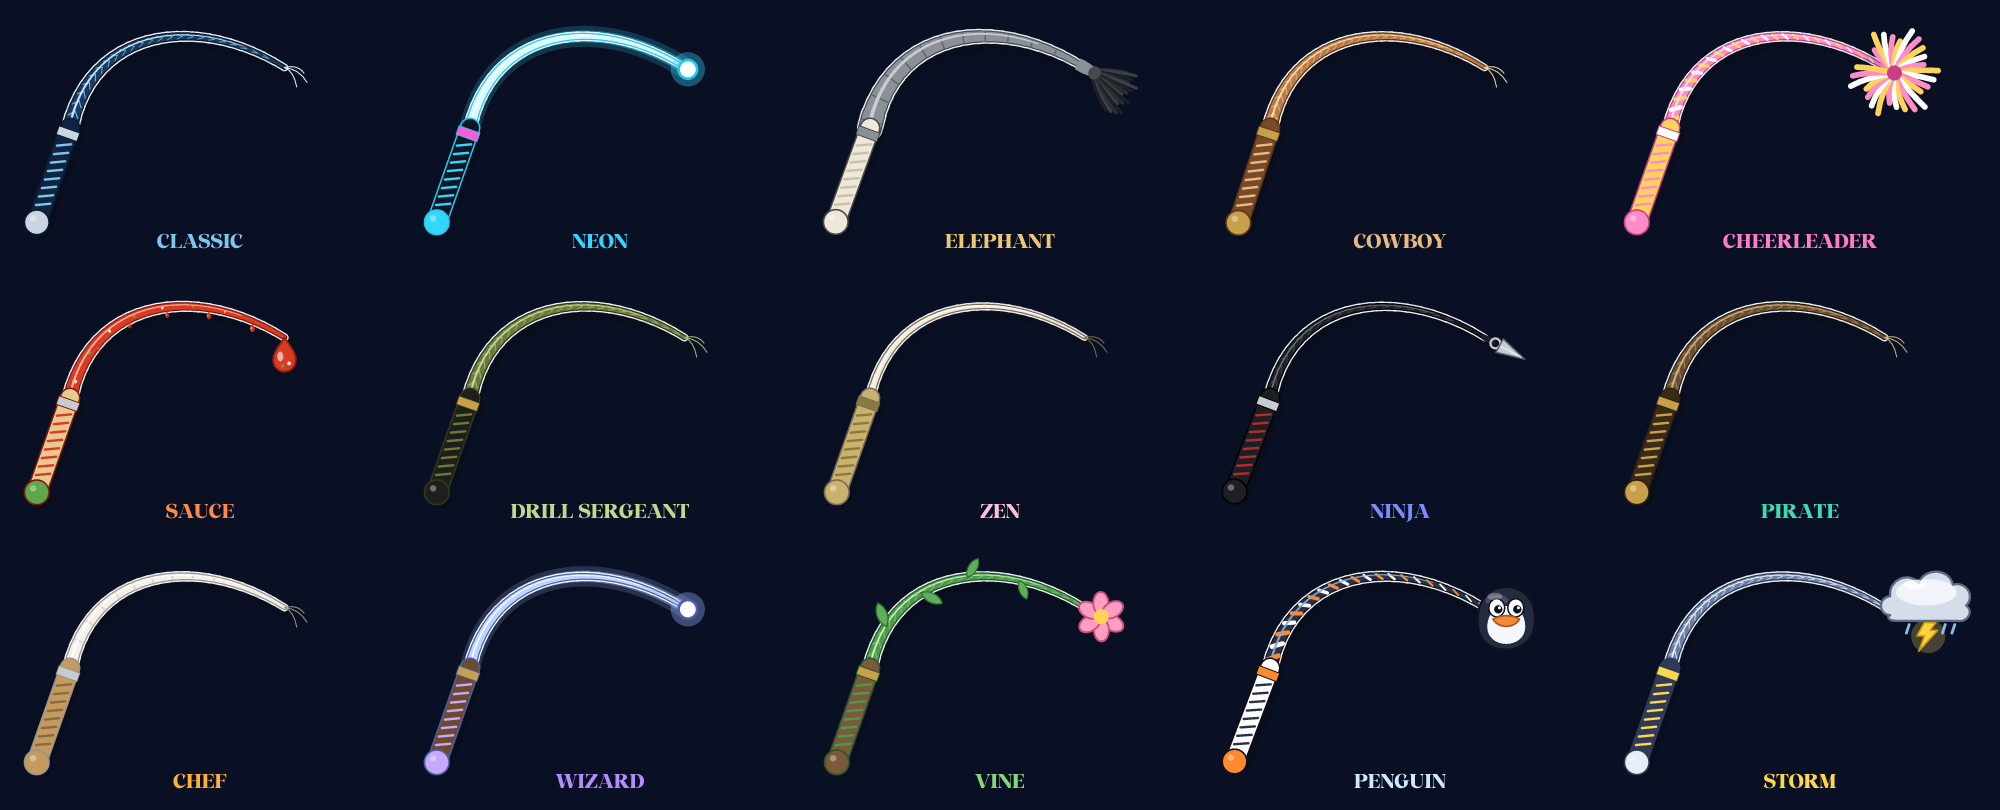 CLASSIC
NEON
ELEPHANT
COWBOY
CHEERLEADER
SAUCE
DRILL SERGEANT
ZEN
NINJA
PIRATE
CHEF
WIZARD
VINE
PENGUIN
STORM